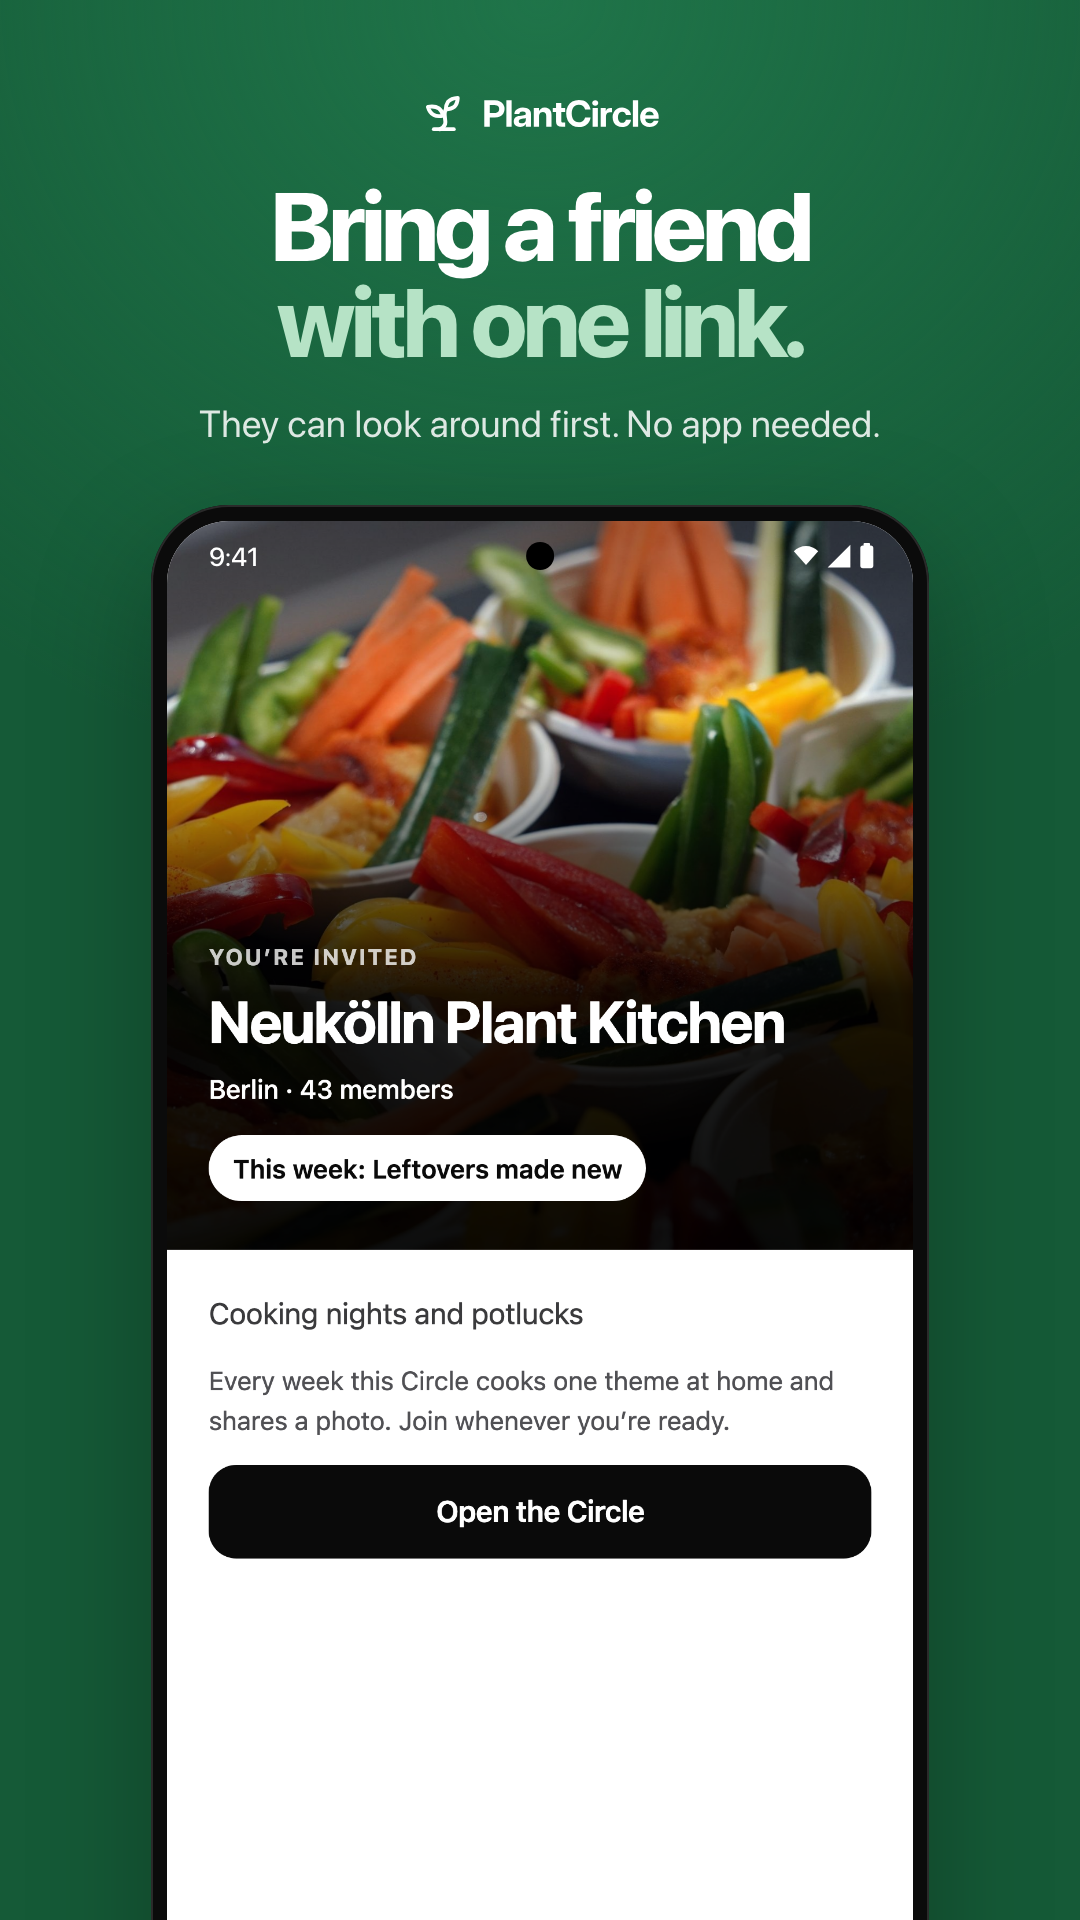 PlantCircle
Bring a friend
with one link.
They can look around first. No app needed.
9:41
YOU’RE INVITED
Neukölln Plant Kitchen
Berlin · 43 members
This week: Leftovers made new
Cooking nights and potlucks
Every week this Circle cooks one theme at home and
shares a photo. Join whenever you’re ready.
Open the Circle